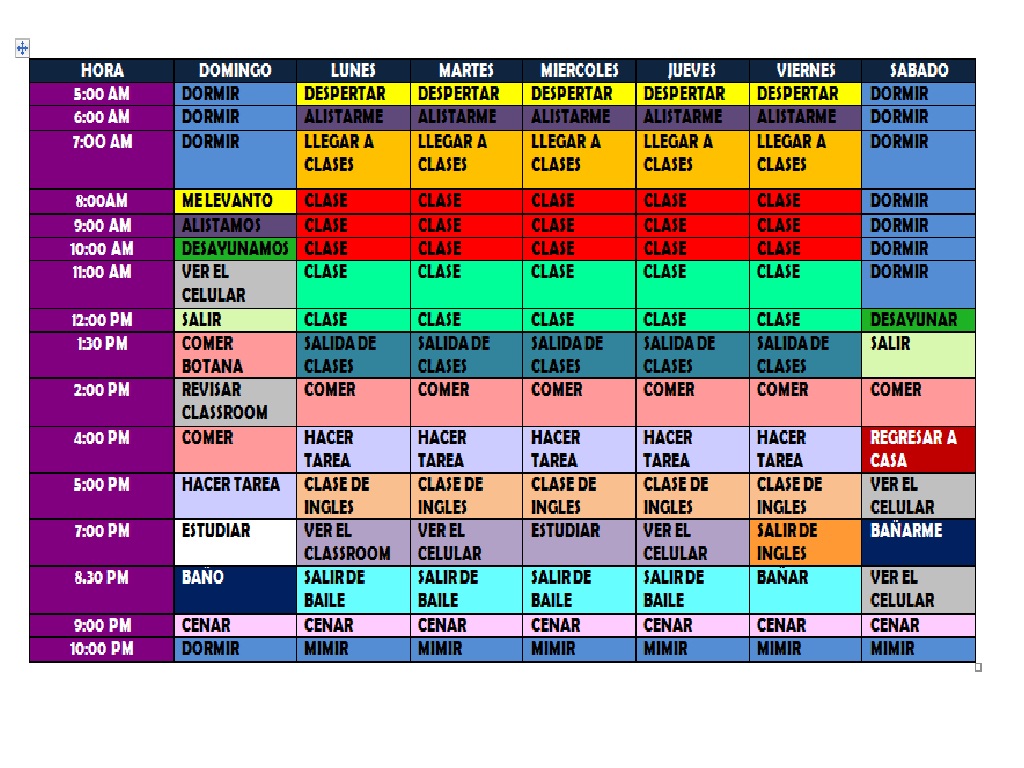 HORA DOMINGO LUNES MARTES MIERCOLES JUEVES VIERNES SABADO
5:00 AM DORMIR DESPERTAR DESPERTAR DESPERTAR DESPERTAR DESPERTAR DORMIR
6:00 AM DORMIR ALISTARME ALISTARME ALISTARME ALISTARME ALISTARME DORMIR
7:00 AM DORMIR LLEGAR A LLEGAR A LLEGAR A LLEGAR A LLEGAR A DORMIR
CLASES CLASES CLASES CLASES CLASES
8:00AM ME LEVANTO CLASE CLASE CLASE CLASE CLASE DORMIR
9:00 AM ALISTAMOS CLASE CLASE CLASE CLASE CLASE DORMIR
10:00 AM DESAYUNAMOS CLASE CLASE CLASE CLASE CLASE DORMIR
11:00 AM VER EL CLASE CLASE CLASE CLASE CLASE DORMIR
CELULAR
12:00 PM SALIR CLASE CLASE CLASE CLASE CLASE DESAYUNAR
1:30 PM COMER SALIDA DE SALIDA DE SALIDA DE SALIDA DE SALIDA DE SALIR
BOTANA CLASES CLASES CLASES CLASES CLASES
2:00 PM REVISAR COMER COMER COMER COMER COMER COMER
CLASSROOM
4:00 PM COMER HACER HACER HACER HACER HACER REGRESAR A
TAREA TAREA TAREA TAREA TAREA CASA
5:00 PM HACER TAREA CLASE DE CLASE DE CLASE DE CLASE DE CLASE DE VER EL
INGLES INGLES INGLES INGLES INGLES CELULAR
7:00 PM ESTUDIAR VER EL VER EL ESTUDIAR VER EL SALIR DE BAÑARME
CLASSROOM CELULAR CELULAR INGLES
8.30 PM BAÑO SALIR DE SALIR DE SALIR DE SALIR DE BAÑAR VER EL
BAILE BAILE BAILE BAILE CELULAR
9:00 PM CENAR CENAR CENAR CENAR CENAR CENAR CENAR
10:00 PM DORMIR MIMIR MIMIR MIMIR MIMIR MIMIR MIMIR